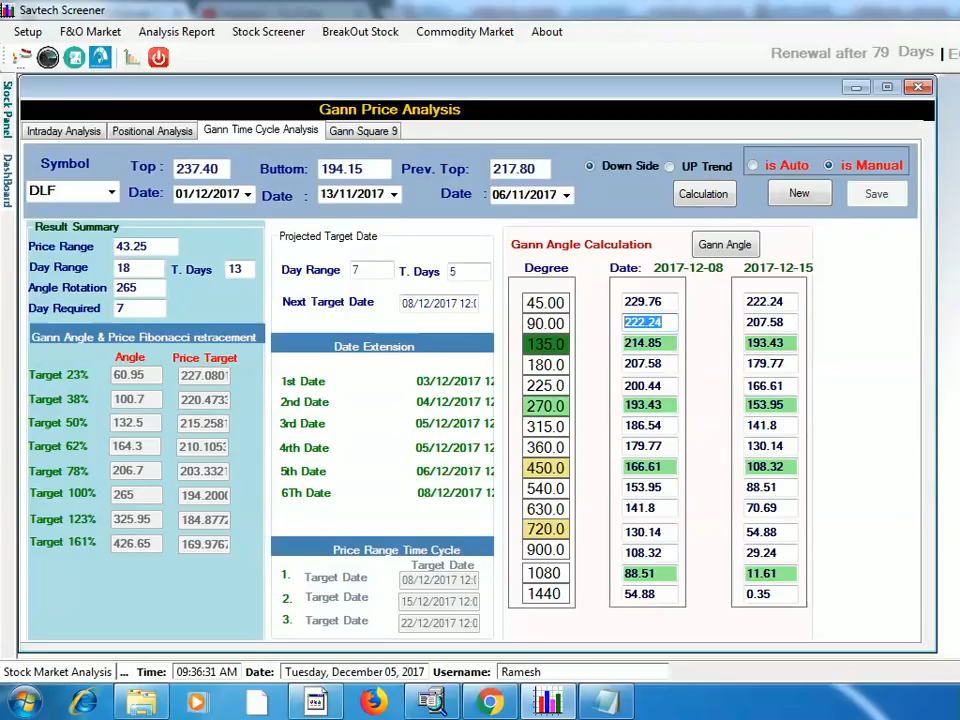 Savtech Screener
Setup F&O Market Analysis Report Stock Screener BreakOut Stock Commodity Market About
Renewal after 79 Days | E
Stock Panel
DashBoard
Gann Price Analysis
Intraday Analysis Positional Analysis Gann Time Cycle Analysis Gann Square 9
Symbol Top : 237.40 Buttom: 194.15 Prev. Top: 217.80 Down Side UP Trend is Auto is Manual
DLF Date: 01/12/2017 Date : 13/11/2017 Date : 06/11/2017 Calculation New Save
Result Summary
Price Range 43.25
Day Range 18 T. Days 13
Angle Rotation 265
Day Required 7
Gann Angle & Price Fibonacci retracement
Angle Price Target
Target 23% 60.95 227.0801
Target 38% 100.7 220.473
Target 50% 132.5 215.2581
Target 62% 164.3 210.105
Target 78% 206.7 203.3321
Target 100% 265 194.200
Target 123% 325.95 184.877
Target 161% 426.65 169.976
Projected Target Date
Day Range 7 T. Days 5
Next Target Date 08/12/2017 12:
Date Extension
1st Date 03/12/2017 12
2nd Date 04/12/2017 12
3rd Date 05/12/2017 12
4rth Date 05/12/2017 12
5th Date 06/12/2017 12
6Th Date 08/12/2017 12
Price Range Time Cycle
Target Date
1. Target Date 08/12/2017 12:
2. Target Date 15/12/2017 12:
3. Target Date 22/12/2017 12:
Gann Angle Calculation Gann Angle
Degree Date: 2017-12-08 2017-12-15
45.00 229.76 222.24
90.00 222.24 207.58
135.0 214.85 193.43
180.0 207.58 179.77
225.0 200.44 166.61
270.0 193.43 153.95
315.0 186.54 141.8
360.0 179.77 130.14
450.0 166.61 108.32
540.0 153.95 88.51
630.0 141.8 70.69
720.0 130.14 54.88
900.0 108.32 29.24
1080 88.51 11.61
1440 54.88 0.35
Stock Market Analysis ... Time: 09:36:31 AM Date: Tuesday, December 05, 2017 Username: Ramesh